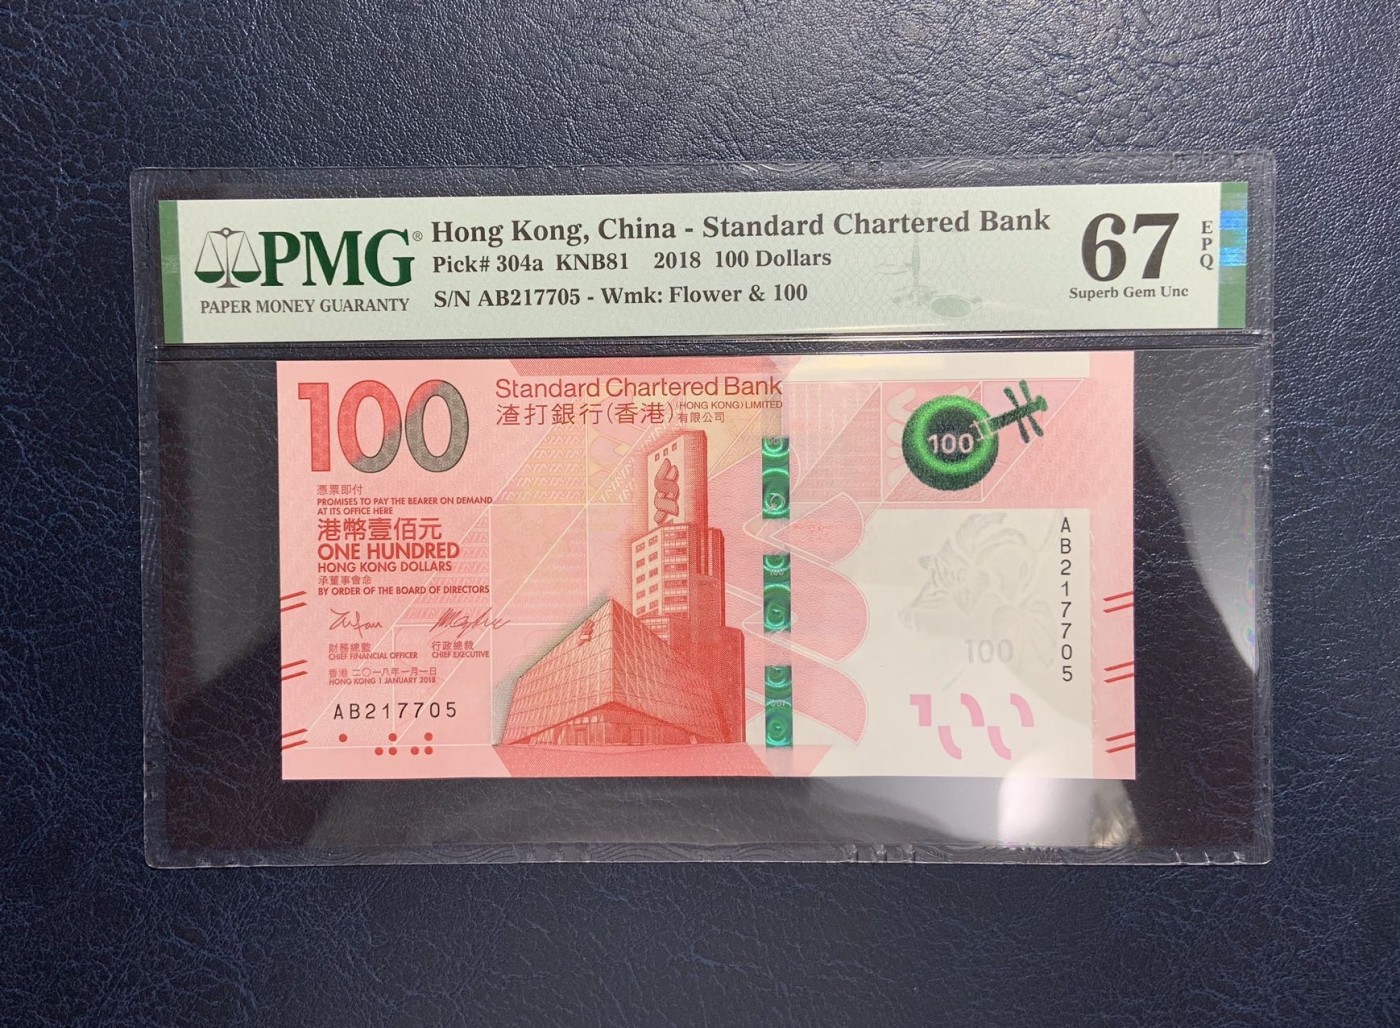 PMG®
PAPER MONEY GUARANTY
Hong Kong, China - Standard Chartered Bank
Pick# 304a KNB81 2018 100 Dollars
S/N AB217705 - Wmk: Flower & 100
67
EPQ
Superb Gem Unc
100
Standard Chartered Bank
(HONG KONG) LIMITED
渣打銀行(香港)有限公司
100
憑票即付
PROMISES TO PAY THE BEARER ON DEMAND
AT ITS OFFICE HERE
港幣壹佰元
ONE HUNDRED
HONG KONG DOLLARS
承董事會命
BY ORDER OF THE BOARD OF DIRECTORS
財務總監 行政總裁
CHIEF FINANCIAL OFFICER CHIEF EXECUTIVE
香港 二〇一八年一月一日
HONG KONG 1 JANUARY 2018
AB217705
AB217705
100